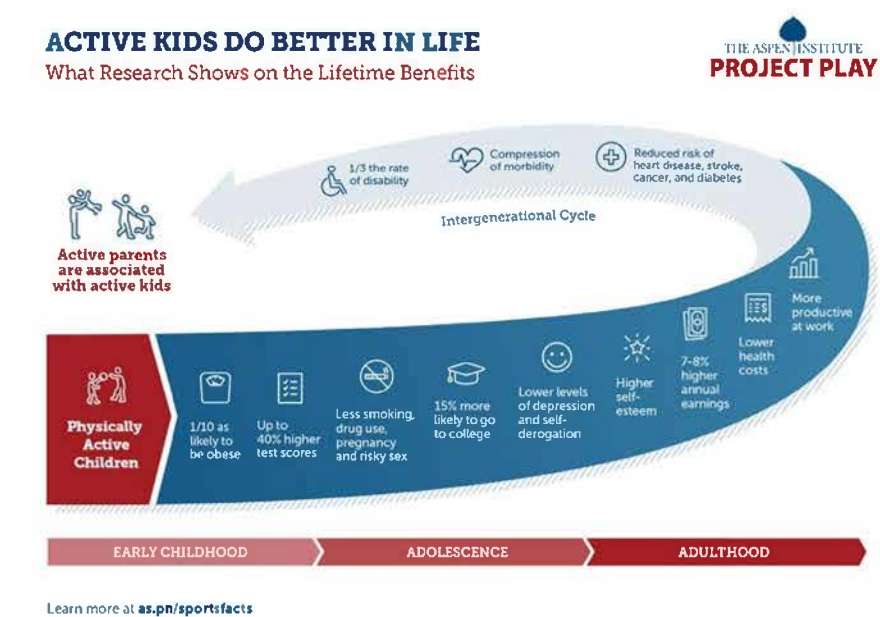 ACTIVE KIDS DO BETTER IN LIFE
What Research Shows on the Lifetime Benefits
THE ASPEN INSTITUTE
PROJECT PLAY
1/3 the rate
of disability
Compression
of morbidity
Reduced risk of
heart disease, stroke,
cancer, and diabetes
Intergenerational Cycle
Active parents
are associated
with active kids
Physically
Active
Children
1/10 as
likely to
be obese
Up to
40% higher
test scores
Less smoking,
drug use,
pregnancy
and risky sex
15% more
likely to go
to college
Lower levels
of depression
and self-
derogation
Higher
self-
esteem
7-8%
higher
annual
earnings
Lower
health
costs
More
productive
at work
EARLY CHILDHOOD
ADOLESCENCE
ADULTHOOD
Learn more at as.pn/sportsfacts